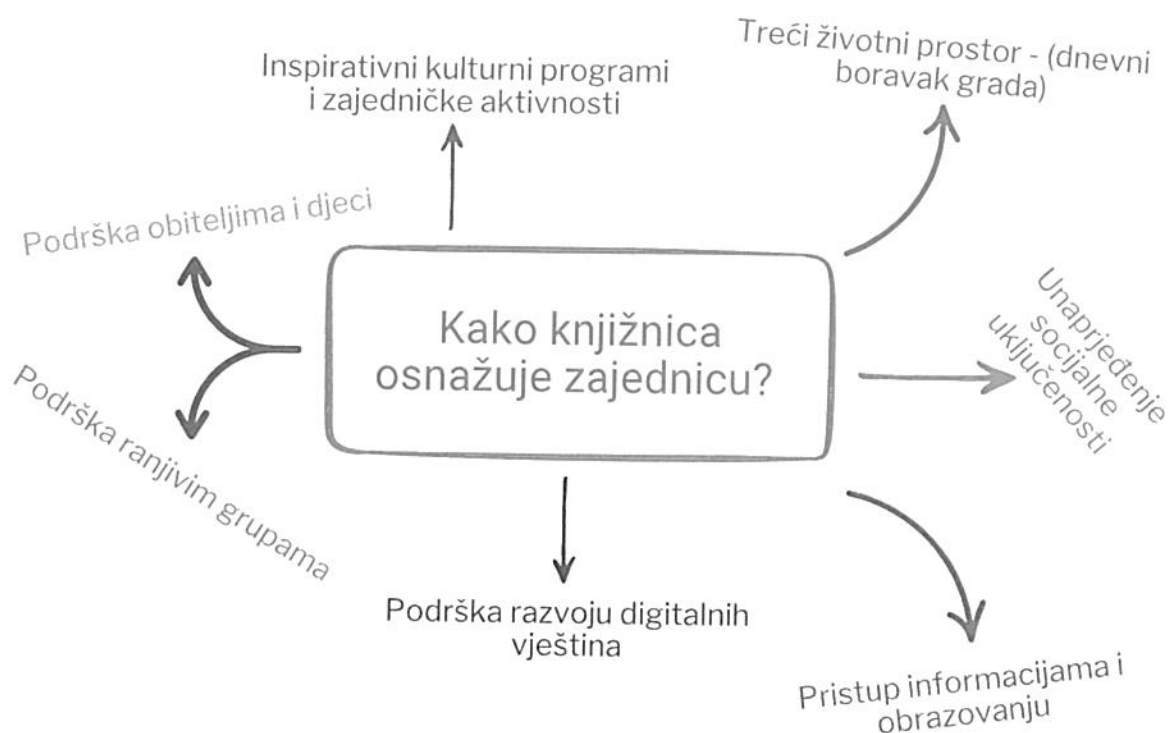 Inspirativni kulturni programi
i zajedničke aktivnosti
Treći životni prostor - (dnevni
boravak grada)
Podrška obiteljima i djeci
Kako knjižnica
osnažuje zajednicu?
Unaprjeđenje
socijalne
uključenosti
Podrška ranjivim grupama
Podrška razvoju digitalnih
vještina
Pristup informacijama i
obrazovanju